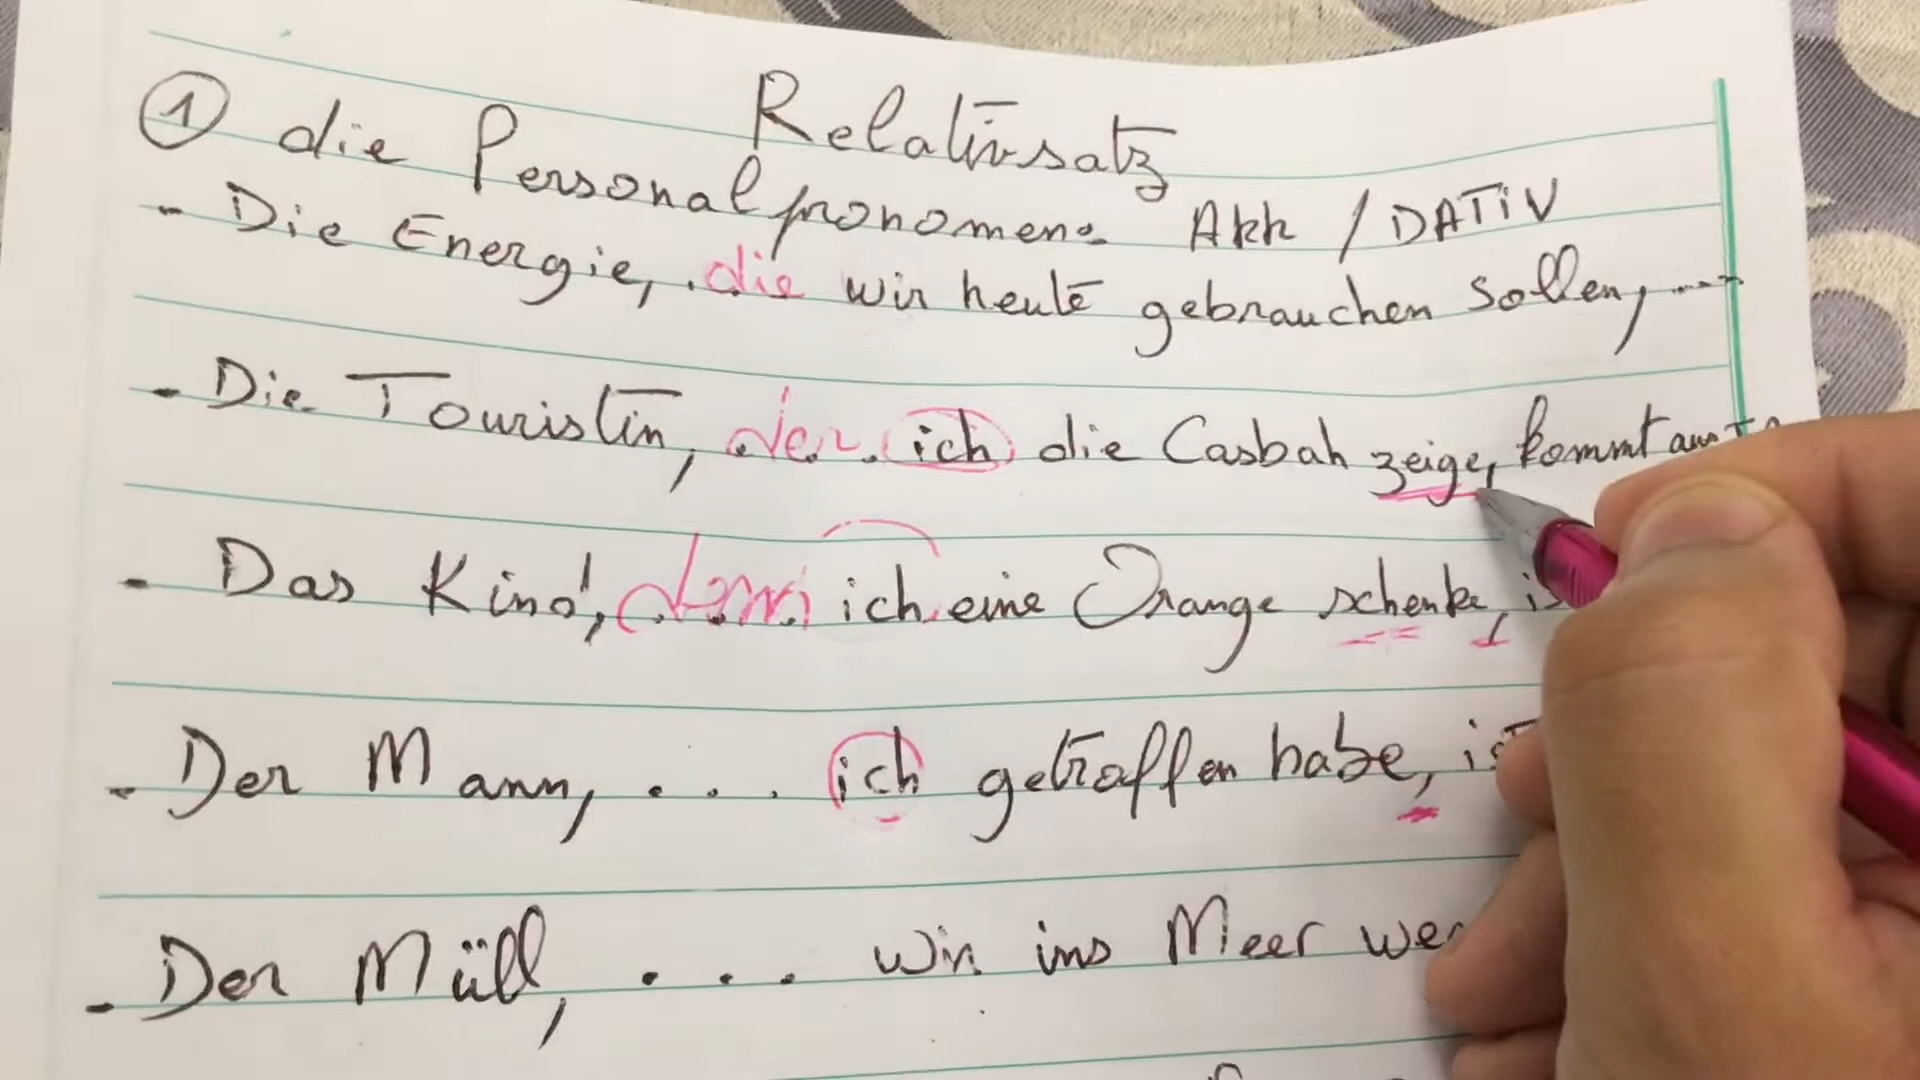 Relativsatz
① die Personalpronomen Akk / DATiV
- Die Energie, die wir heute gebrauchen sollen, ....
- Die Touristin, der ich die Casbah zeige, kommt aus
- Das Kind, dem ich eine Orange schenke,
- Der Mann, . . . ich getroffen habe,
- Der Müll, . . . wir ins Meer